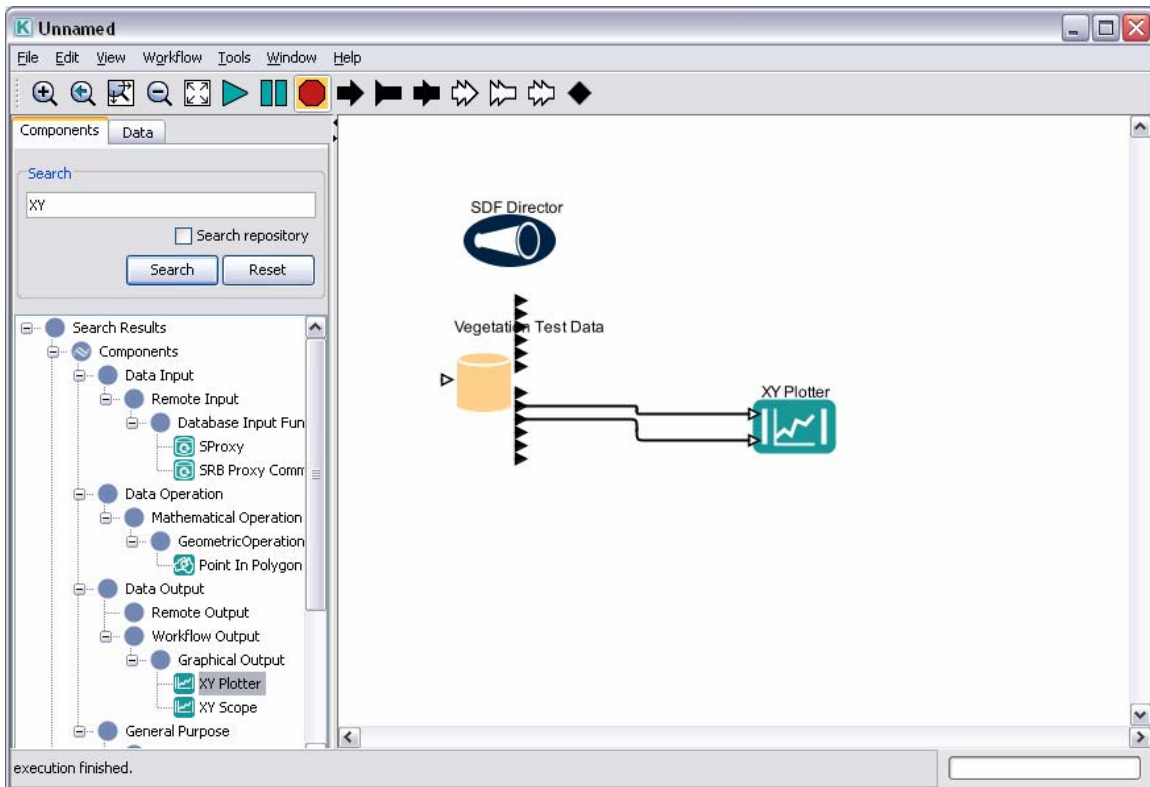 Unnamed
File Edit View Workflow Tools Window Help
Components Data
Search
XY
Search repository
Search Reset
Search Results
Components
Data Input
Remote Input
Database Input Fun
SProxy
SRB Proxy Comm
Data Operation
Mathematical Operation
GeometricOperation
Point In Polygon
Data Output
Remote Output
Workflow Output
Graphical Output
XY Plotter
XY Scope
General Purpose
SDF Director
Vegetation Test Data
XY Plotter
execution finished.